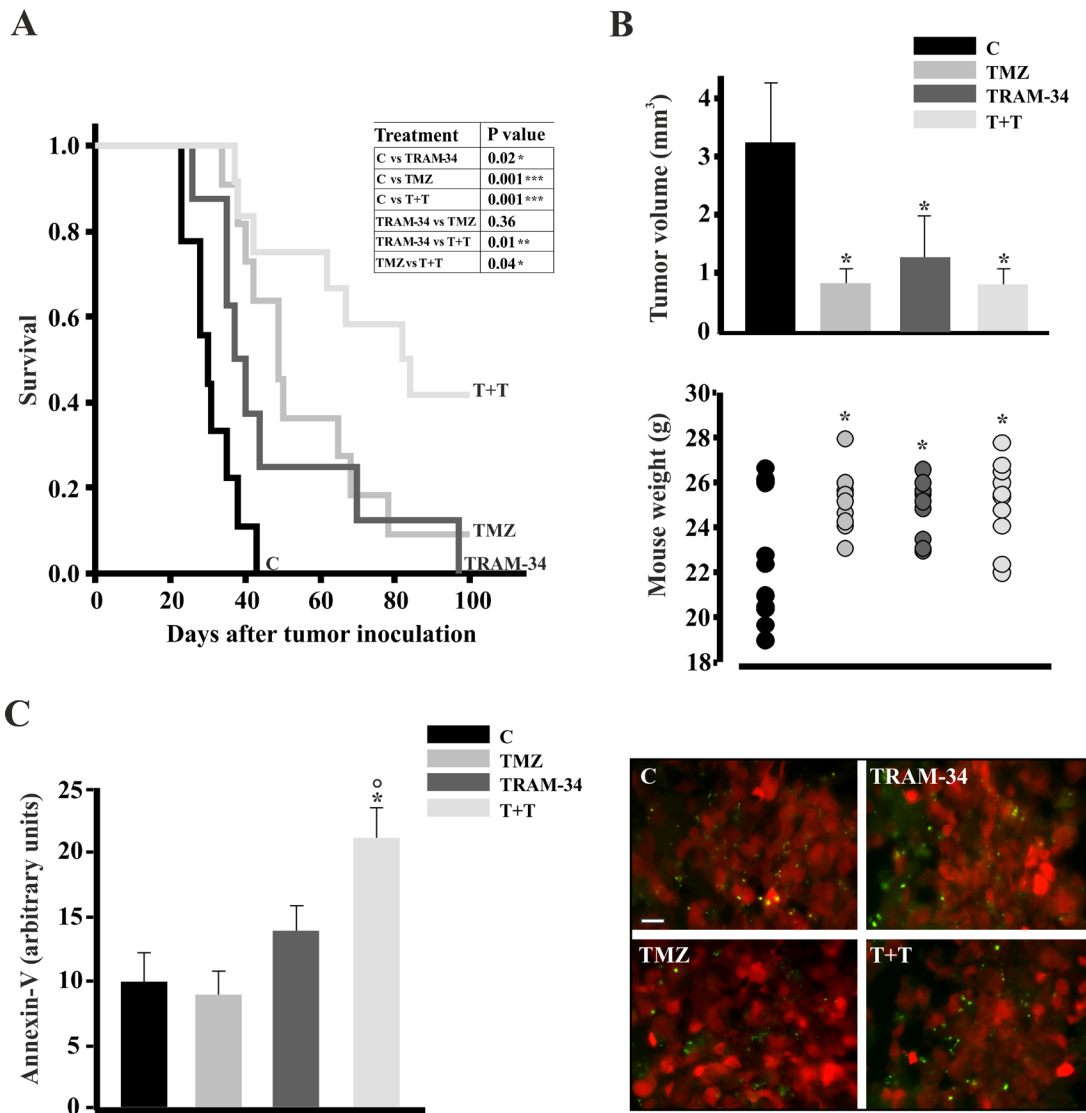 A
1.0
0.8
0.6
0.4
0.2
0.0
Survival
0
20
40
60
80
100
Days after tumor inoculation
Treatment P value
C vs TRAM-34 0.02 *
C vs TMZ 0.001 ***
C vs T+T 0.001 ***
TRAM-34 vs TMZ 0.36
TRAM-34 vs T+T 0.01 **
TMZ vs T+T 0.04 *
T+T
TMZ
TRAM-34
C
B
C
TMZ
TRAM-34
T+T
Tumor volume (mm3)
4
3
2
1
0
*
*
*
Mouse weight (g)
30
28
26
24
22
20
18
*
*
*
C
C
TMZ
TRAM-34
T+T
Annexin-V (arbitrary units)
25
20
15
10
5
0
°
*
C
TRAM-34
TMZ
T+T